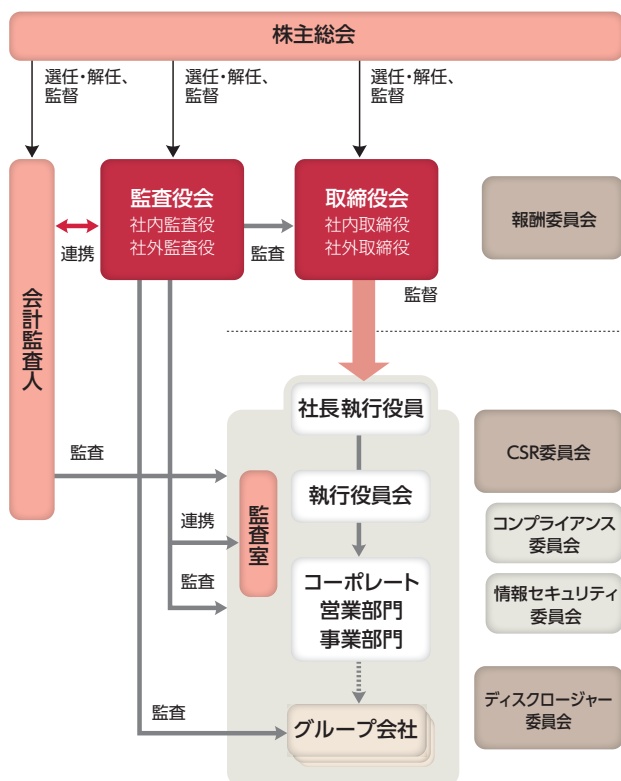 株主総会
選任・解任、
監督
選任・解任、
監督
選任・解任、
監督
監査役会
社内監査役
社外監査役
取締役会
社内取締役
社外取締役
報酬委員会
連携
監査
会計監査人
監督
社長執行役員
監査
CSR委員会
執行役員会
監査室
連携
コンプライアンス
委員会
コーポレート
営業部門
事業部門
監査
情報セキュリティ
委員会
監査
グループ会社
ディスクロージャー
委員会